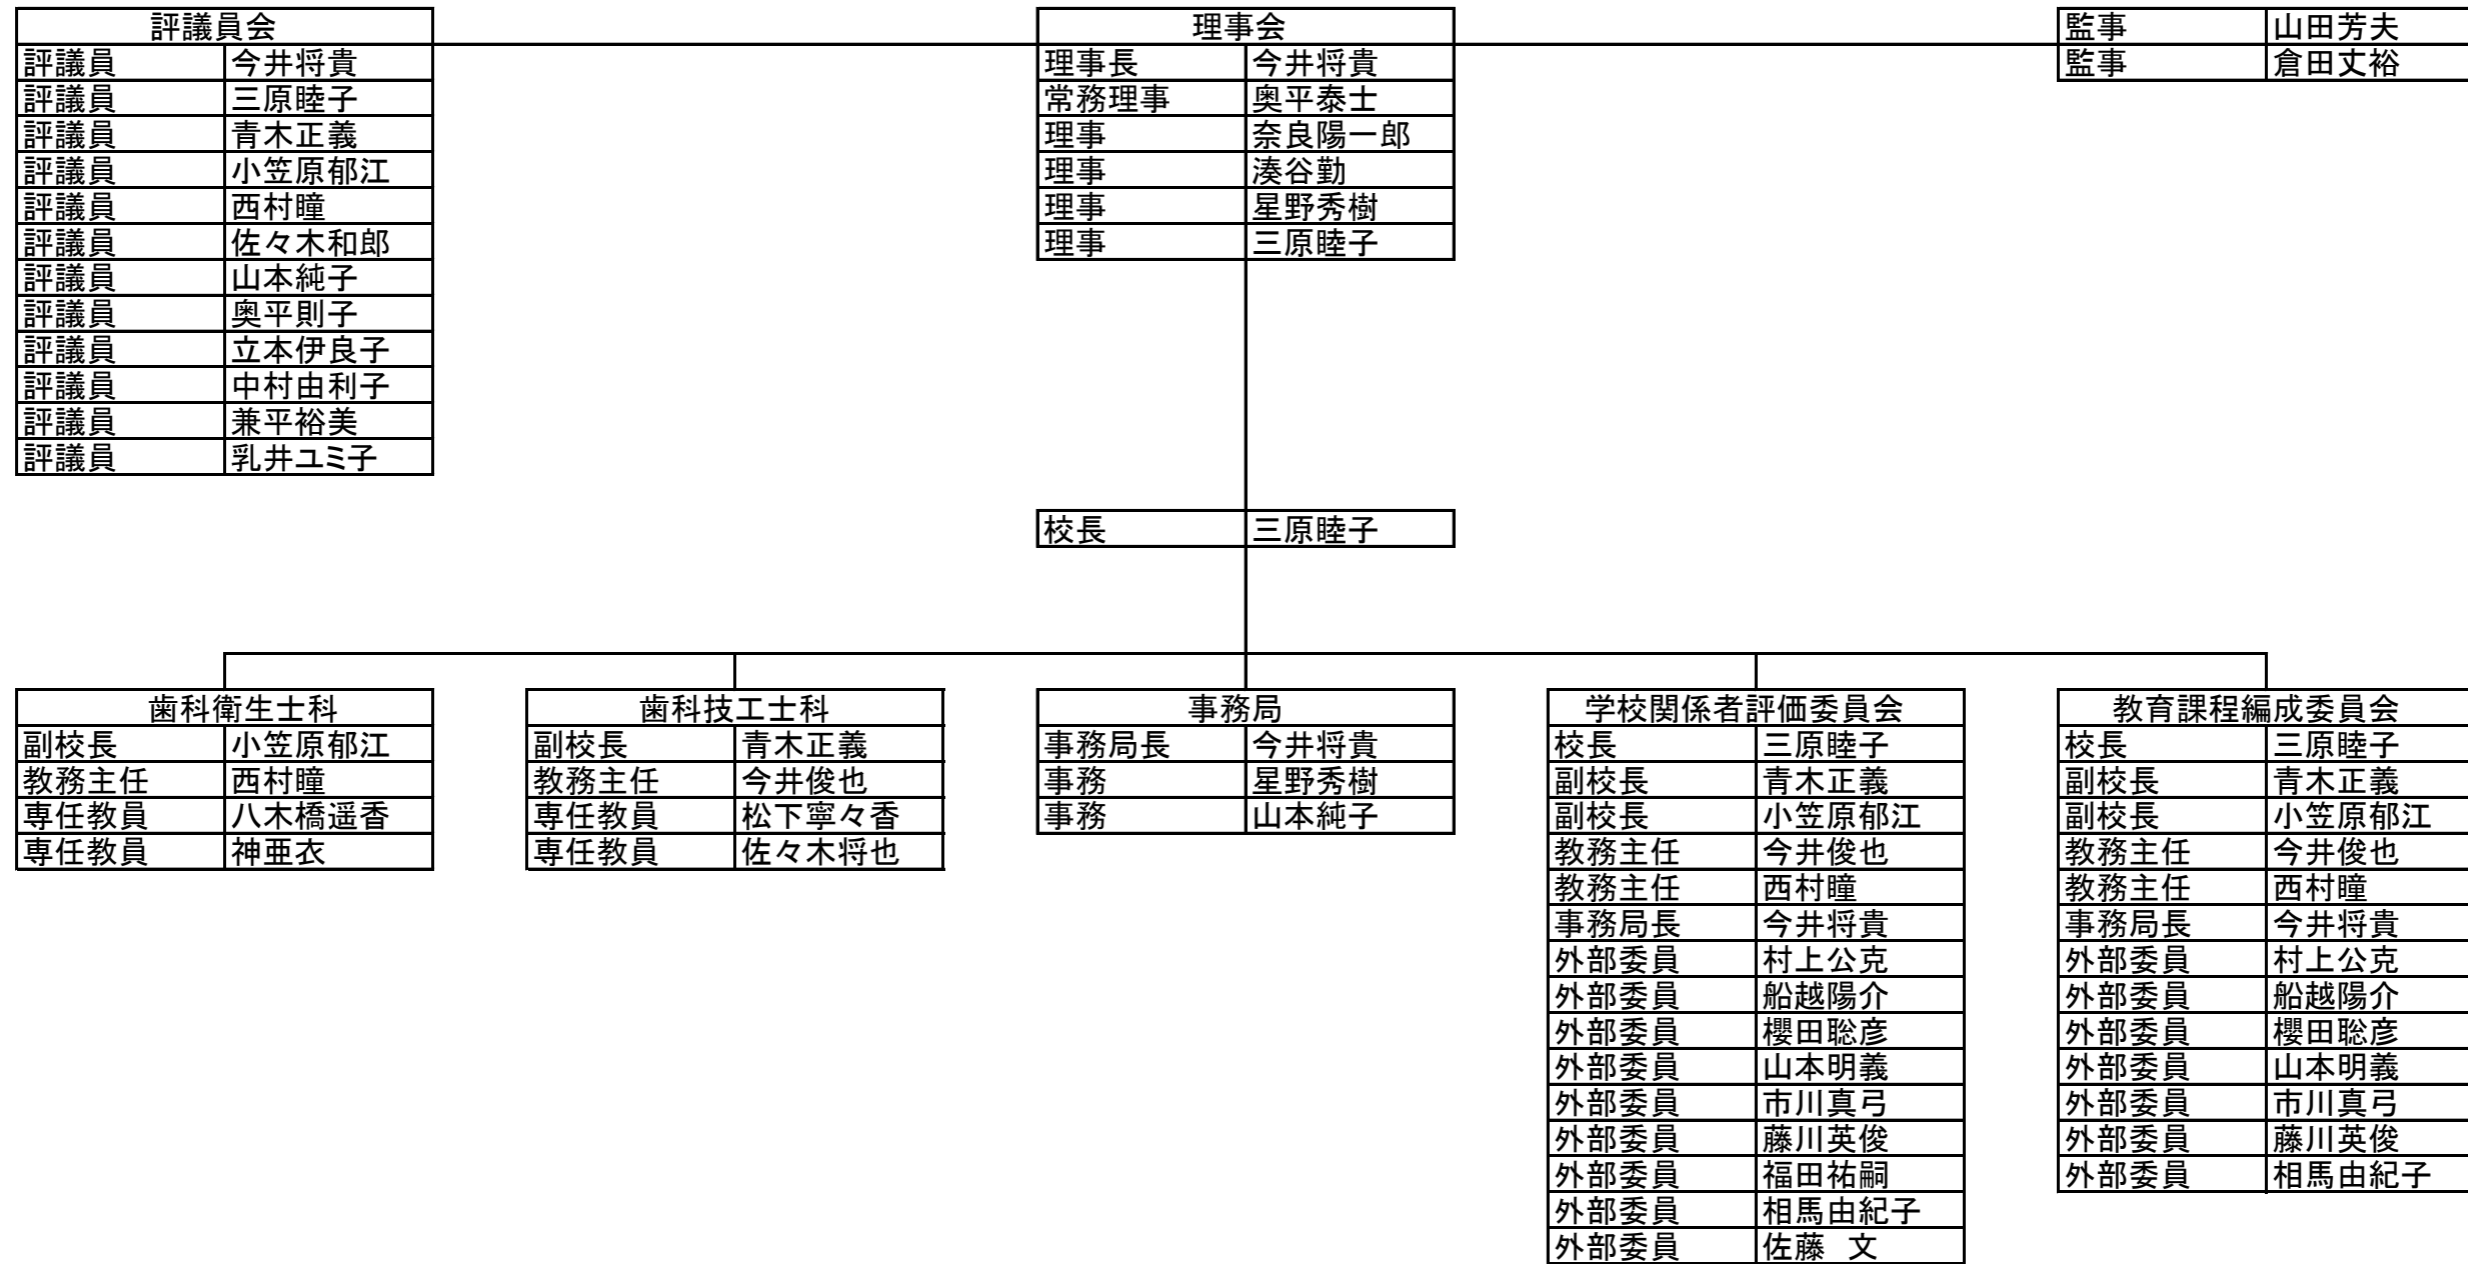 評議員会
評議員 今井将貴
評議員 三原睦子
評議員 青木正義
評議員 小笠原郁江
評議員 西村瞳
評議員 佐々木和郎
評議員 山本純子
評議員 奥平則子
評議員 立本伊良子
評議員 中村由利子
評議員 兼平裕美
評議員 乳井ユミ子
理事会
理事長 今井将貴
常務理事 奥平泰士
理事 奈良陽一郎
理事 湊谷勤
理事 星野秀樹
理事 三原睦子
監事 山田芳夫
監事 倉田丈裕
校長 三原睦子
歯科衛生士科
副校長 小笠原郁江
教務主任 西村瞳
専任教員 八木橋遥香
専任教員 神亜衣
歯科技工士科
副校長 青木正義
教務主任 今井俊也
専任教員 松下寧々香
専任教員 佐々木将也
事務局
事務局長 今井将貴
事務 星野秀樹
事務 山本純子
学校関係者評価委員会
校長 三原睦子
副校長 青木正義
副校長 小笠原郁江
教務主任 今井俊也
教務主任 西村瞳
事務局長 今井将貴
外部委員 村上公克
外部委員 船越陽介
外部委員 櫻田聡彦
外部委員 山本明義
外部委員 市川真弓
外部委員 藤川英俊
外部委員 福田祐嗣
外部委員 相馬由紀子
外部委員 佐藤　文
教育課程編成委員会
校長 三原睦子
副校長 青木正義
副校長 小笠原郁江
教務主任 今井俊也
教務主任 西村瞳
事務局長 今井将貴
外部委員 村上公克
外部委員 船越陽介
外部委員 櫻田聡彦
外部委員 山本明義
外部委員 市川真弓
外部委員 藤川英俊
外部委員 相馬由紀子